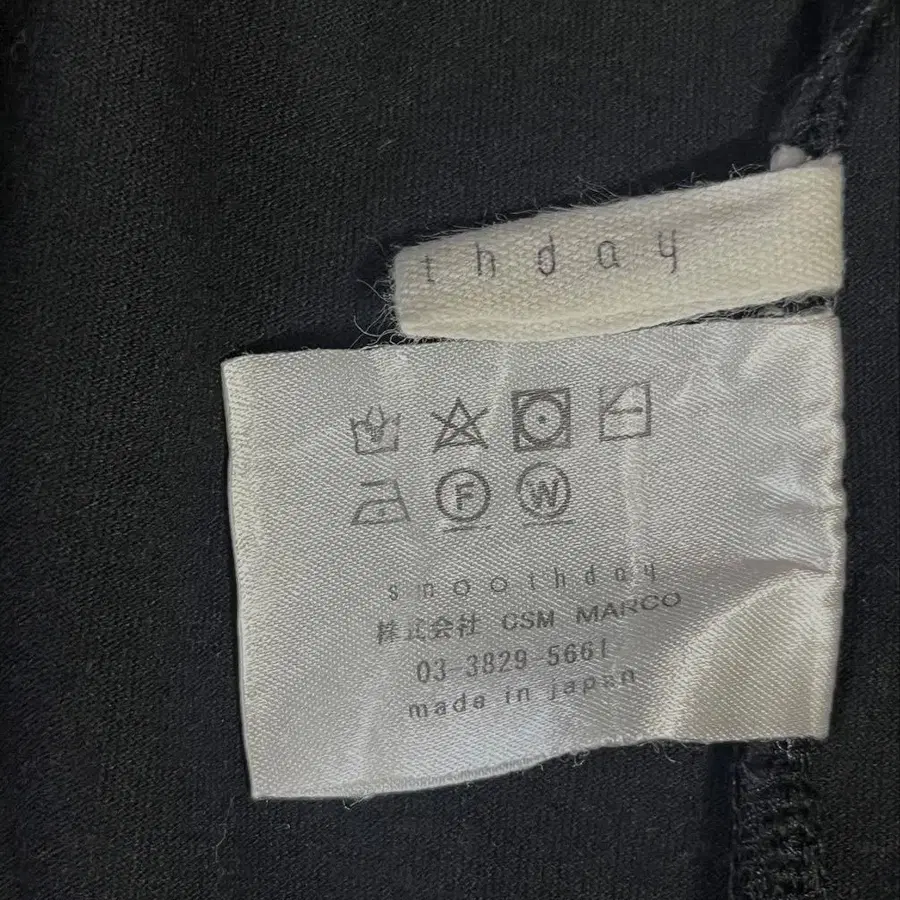 thday
F W
smoothday
株式会社 GSM MARCO
03-3829-5661
made in japan